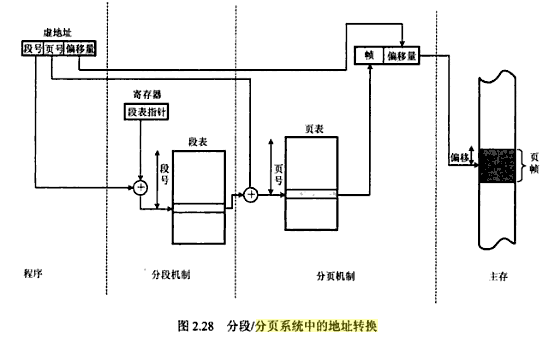 虚地址
段号 页号 偏移量
帧 偏移量
寄存器
段表指针
段表
页表
段号
页号
偏移
页帧
程序
分段机制
分页机制
主存
图 2.28 分段/分页系统中的地址转换